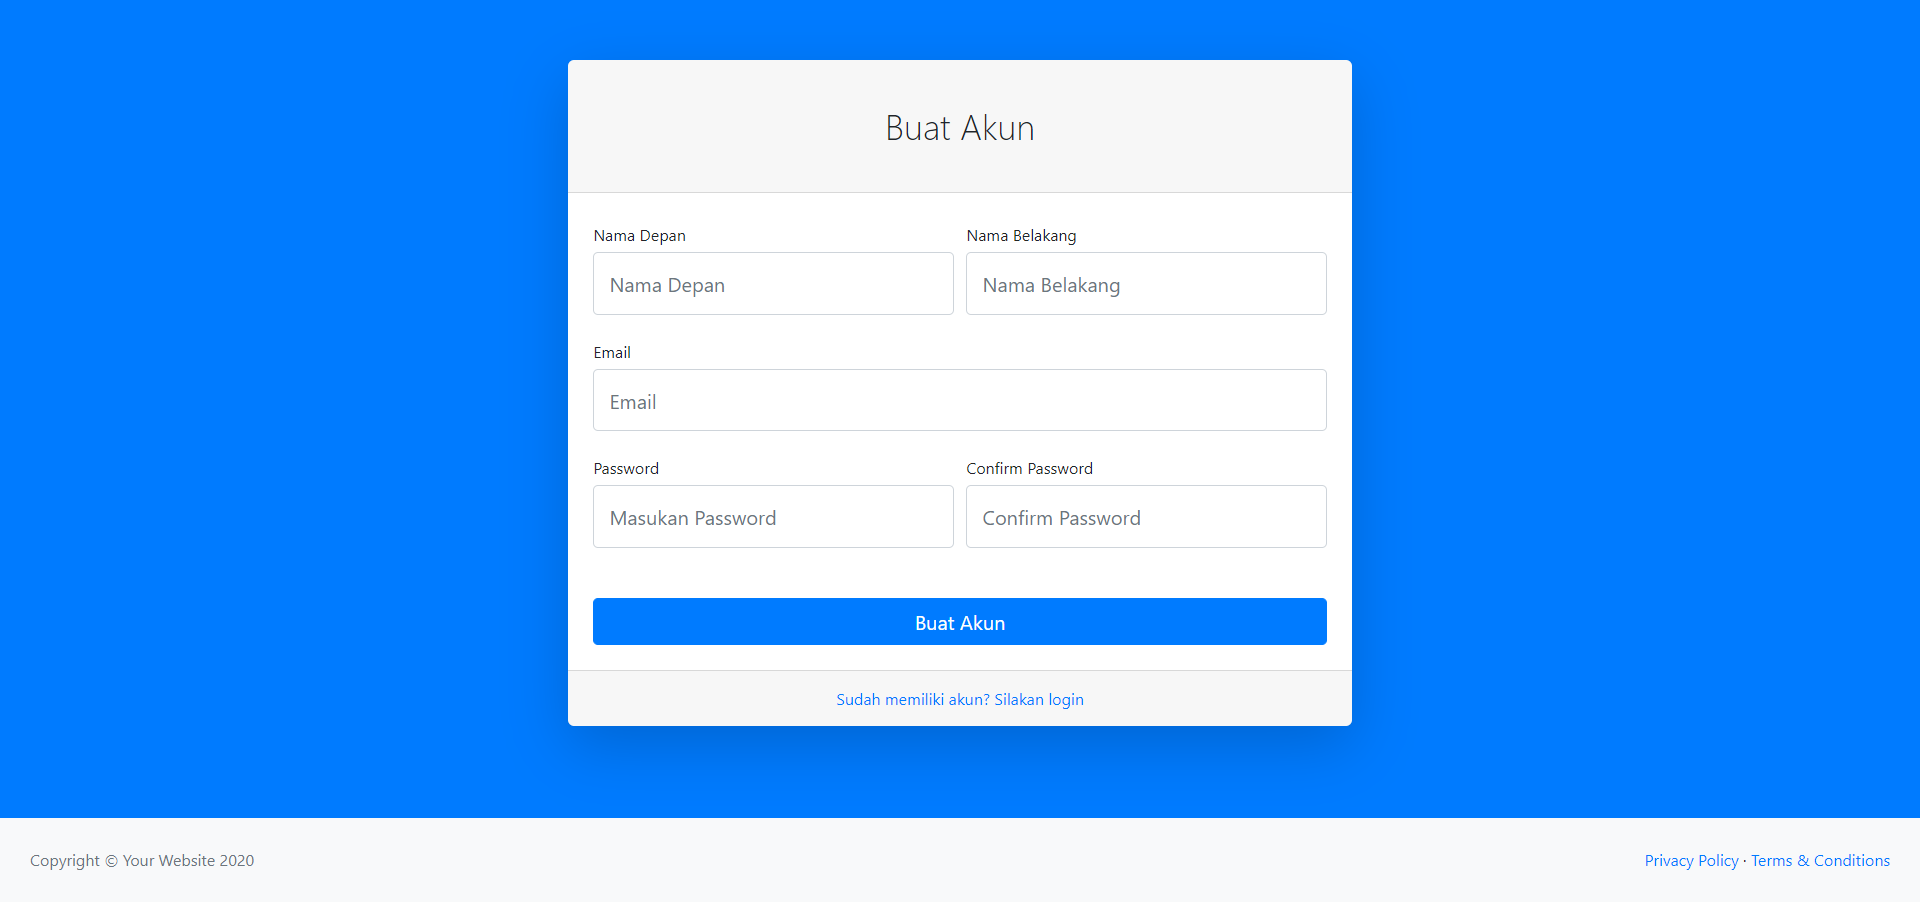 Buat Akun
Nama Depan Nama Belakang
Nama Depan Nama Belakang
Email
Email
Password Confirm Password
Masukan Password Confirm Password
Buat Akun
Sudah memiliki akun? Silakan login
Copyright © Your Website 2020 Privacy Policy · Terms & Conditions